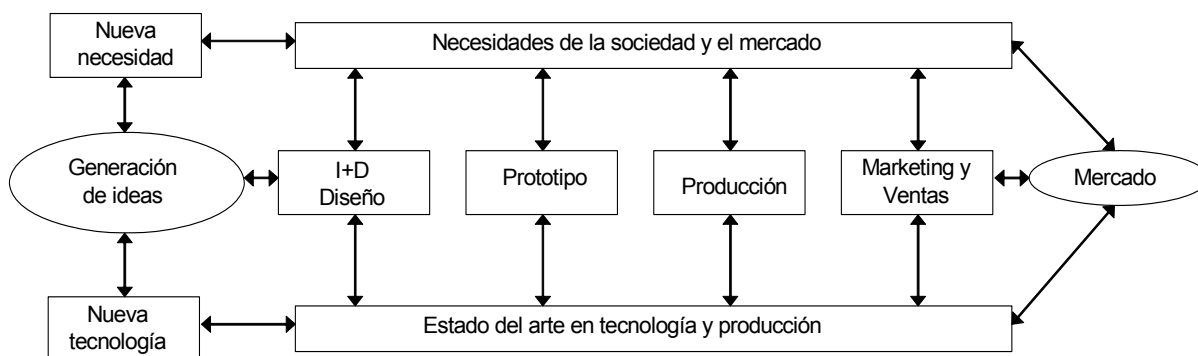 Nueva
necesidad
Necesidades de la sociedad y el mercado
Generación
de ideas
I+D
Diseño
Prototipo
Producción
Marketing y
Ventas
Mercado
Nueva
tecnología
Estado del arte en tecnología y producción